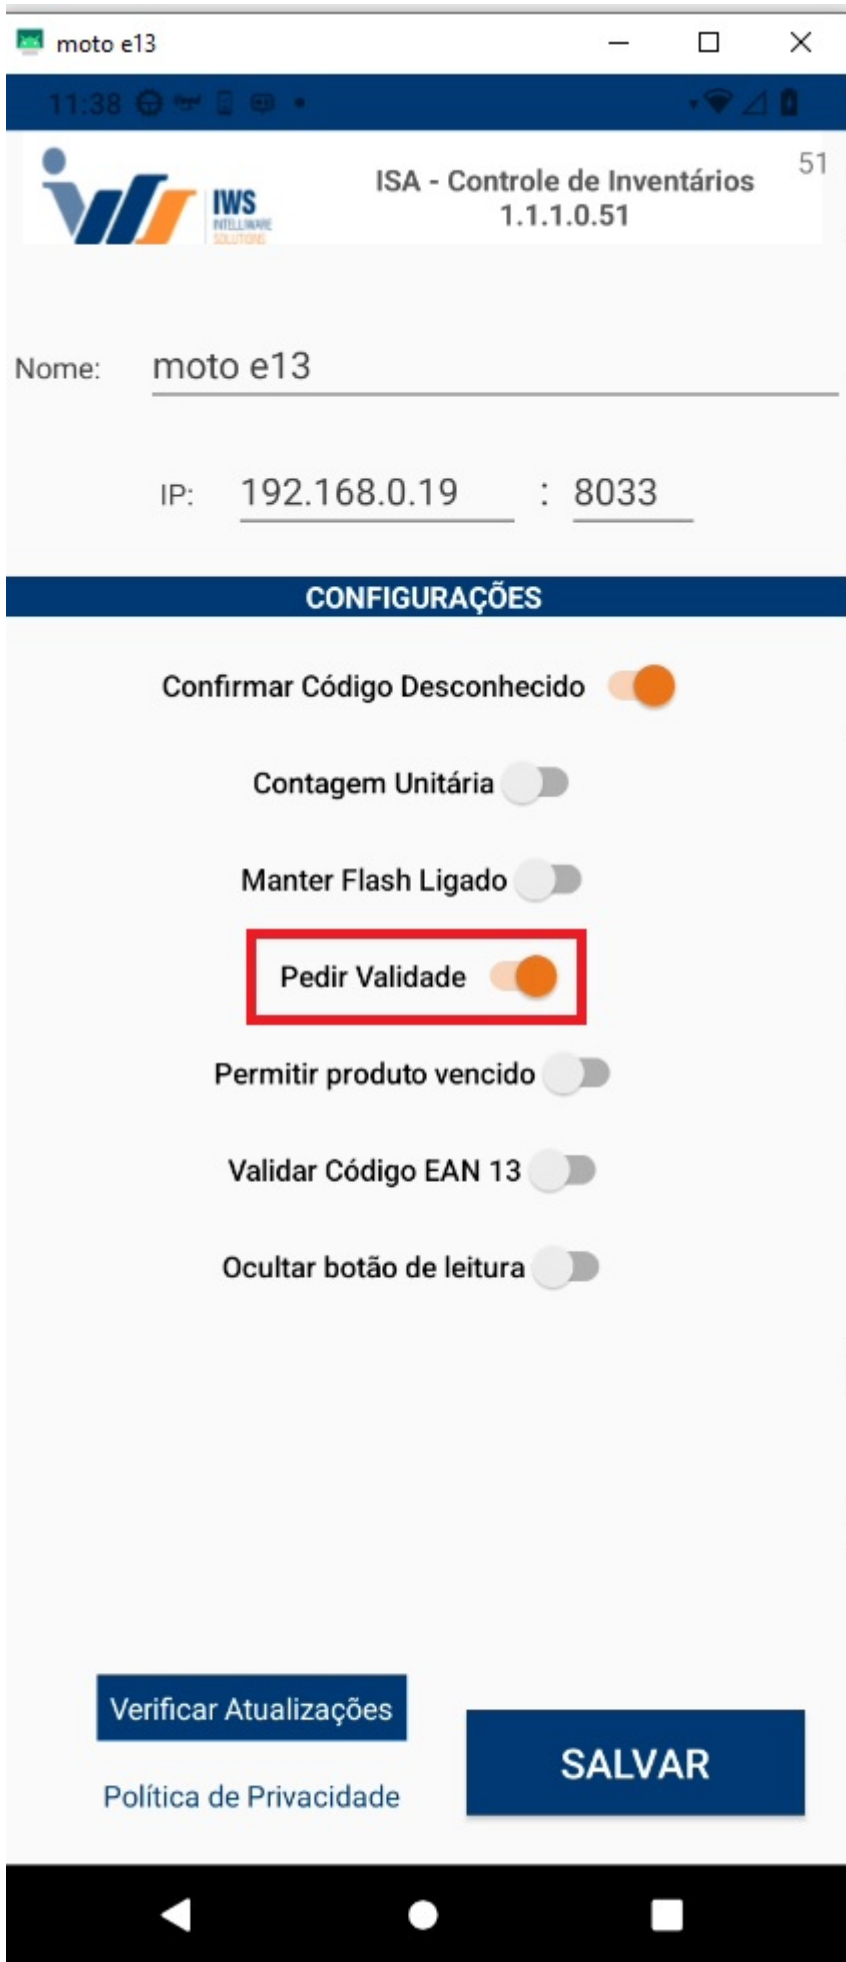 moto e13
11:38
IWS
INTELLIWARE
SOLUTIONS
ISA - Controle de Inventários
1.1.1.0.51
51
Nome: moto e13
IP: 192.168.0.19 : 8033
CONFIGURAÇÕES
Confirmar Código Desconhecido
Contagem Unitária
Manter Flash Ligado
Pedir Validade
Permitir produto vencido
Validar Código EAN 13
Ocultar botão de leitura
Verificar Atualizações
SALVAR
Política de Privacidade